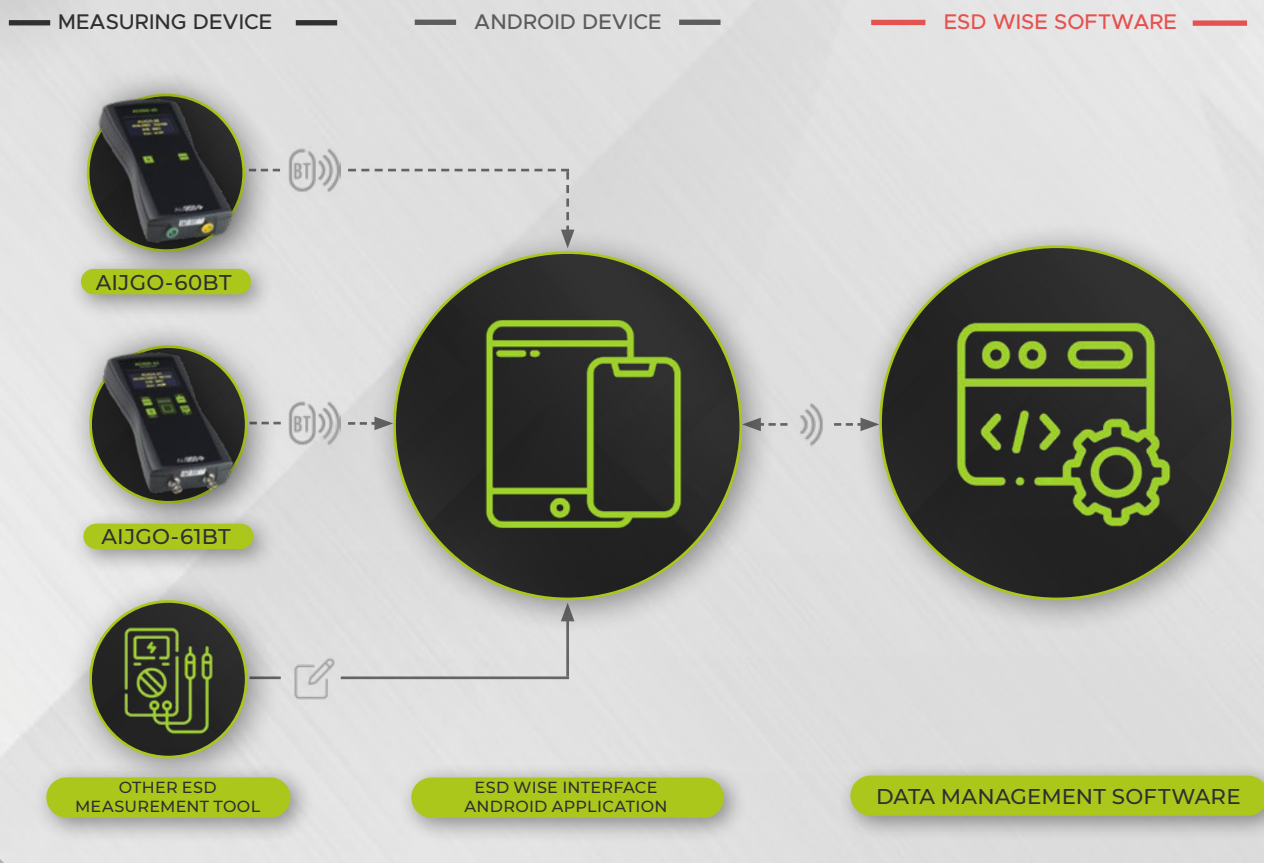 MEASURING DEVICE
ANDROID DEVICE
ESD WISE SOFTWARE
BT
AIJGO-60BT
BT
AIJGO-61BT
OTHER ESD
MEASUREMENT TOOL
ESD WISE INTERFACE
ANDROID APPLICATION
DATA MANAGEMENT SOFTWARE